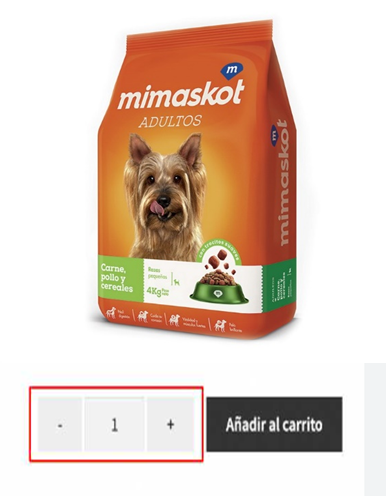 m
mimaskot
ADULTOS
mimaskot
Carne,
pollo y
cereales
Razas
pequeñas
4Kg
- 1 +
Añadir al carrito